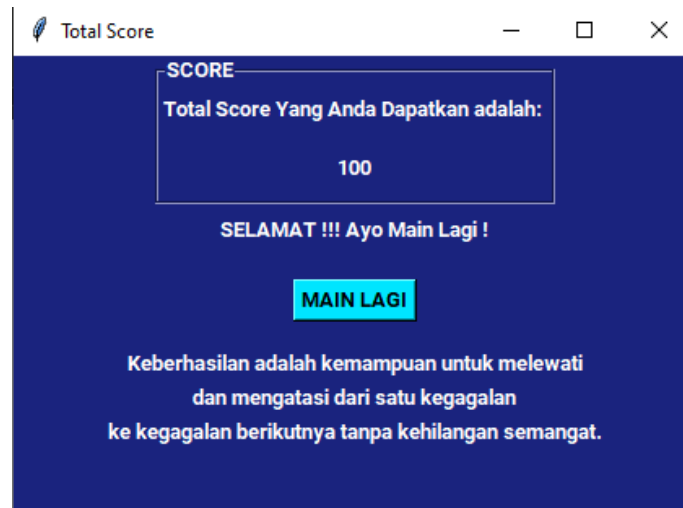 Total Score
SCORE
Total Score Yang Anda Dapatkan adalah:
100
SELAMAT !!! Ayo Main Lagi !
MAIN LAGI
Keberhasilan adalah kemampuan untuk melewati
dan mengatasi dari satu kegagalan
ke kegagalan berikutnya tanpa kehilangan semangat.